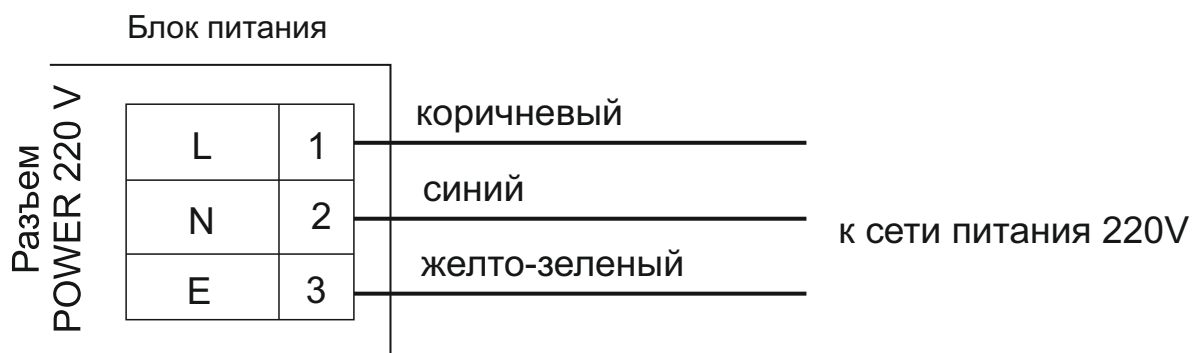 Блок питания
Разъем
POWER 220 V
L 1 коричневый
N 2 синий
E 3 желто-зеленый
к сети питания 220V